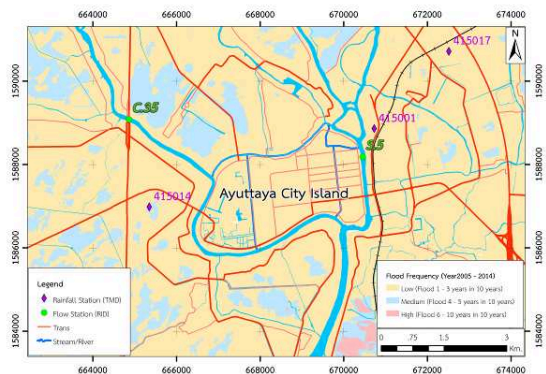 664000 666000 668000 670000 672000 674000
N
415017
1590000 1590000
C.35
415001
S.5
1588000 1588000
Ayuttaya City Island
415014
1586000 1586000
Legend
Rainfall Station (TMD)
Flow Station (RID)
Trans
Stream/River
Flood Frequency (Year2005 - 2014)
Low (Flood 1 - 3 years in 10 years)
Medium (Flood 4 - 5 years in 10 years)
High (Flood 6 - 10 years in 10 years)
1584000 1584000
0 .75 1.5 3
Km.
664000 666000 668000 670000 672000 674000